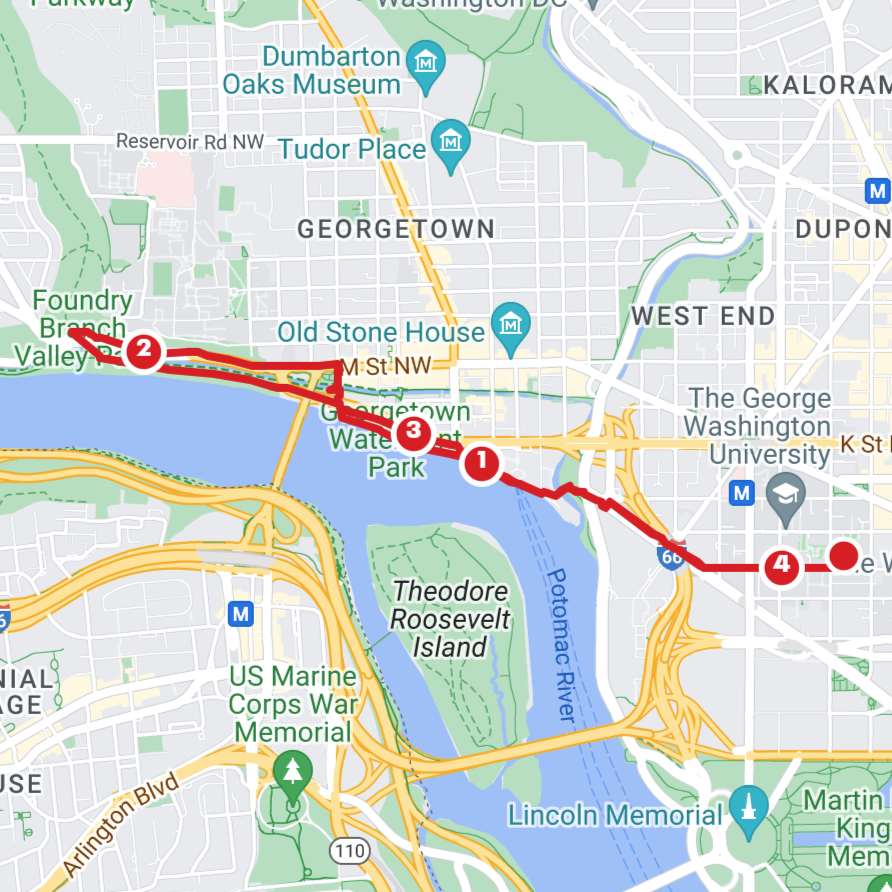 Parkway
Washington DC
Dumbarton
Oaks Museum
KALORAM
Reservoir Rd NW
Tudor Place
M
GEORGETOWN
DUPON
Foundry
Branch
Valley Pa
2
Old Stone House
WEST END
M St NW
The George
Washington
University
Georgetown
Waterfront
Park
3
1
K St
M
66
4
e W
Theodore
Roosevelt
Island
Potomac River
M
6
NIAL
AGE
US Marine
Corps War
Memorial
USE
Arlington Blvd
110
Lincoln Memorial
Martin
King
Mem